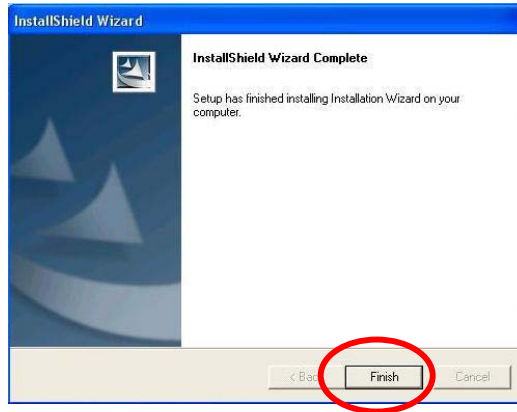 InstallShield Wizard
InstallShield Wizard Complete
Setup has finished installing Installation Wizard on your
computer.
Finish
Cancel